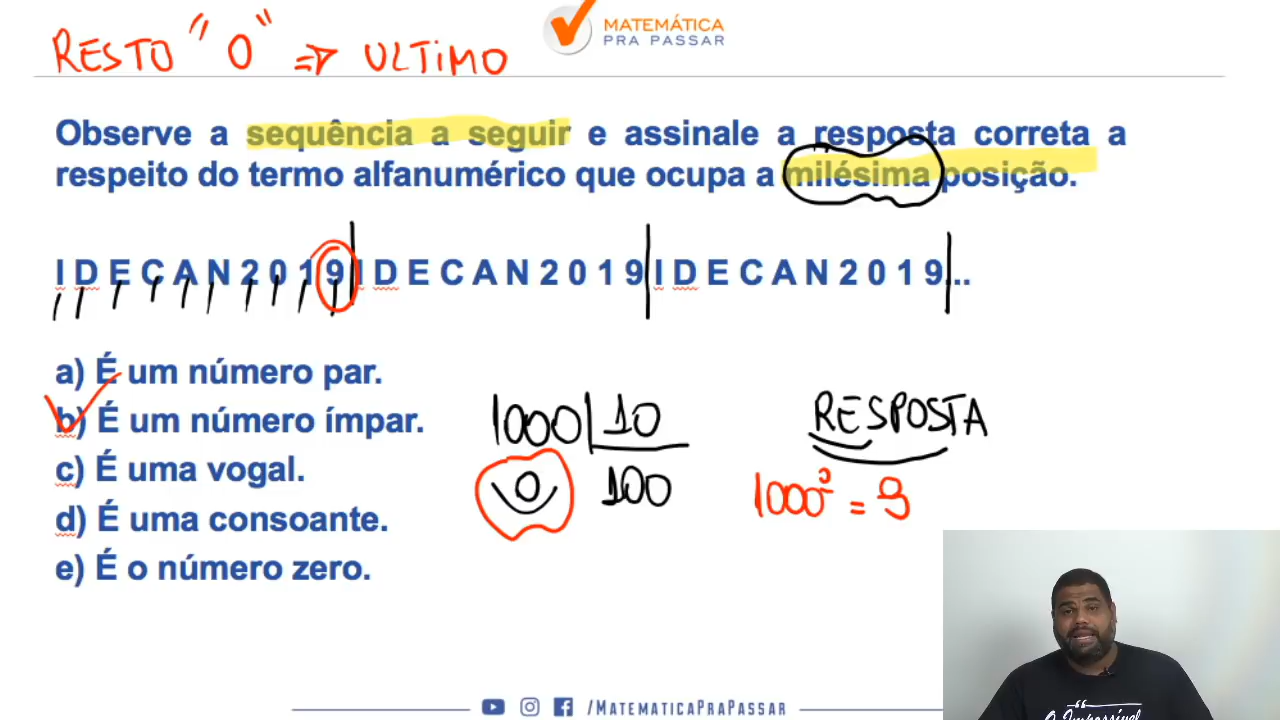 MATEMÁTICA
PRA PASSAR
RESTO "0" => ULTIMO
Observe a sequência a seguir e assinale a resposta correta a
respeito do termo alfanumérico que ocupa a milésima posição.
I D E C A N 2 0 1 9 I D E C A N 2 0 1 9 I D E C A N 2 0 1 9...
a) É um número par.
b) É um número ímpar.
c) É uma vogal.
d) É uma consoante.
e) É o número zero.
1000 | 10
0 100
RESPOSTA
1000ª = 9
/MATEMATICAPRAPASSAR
O Impossível